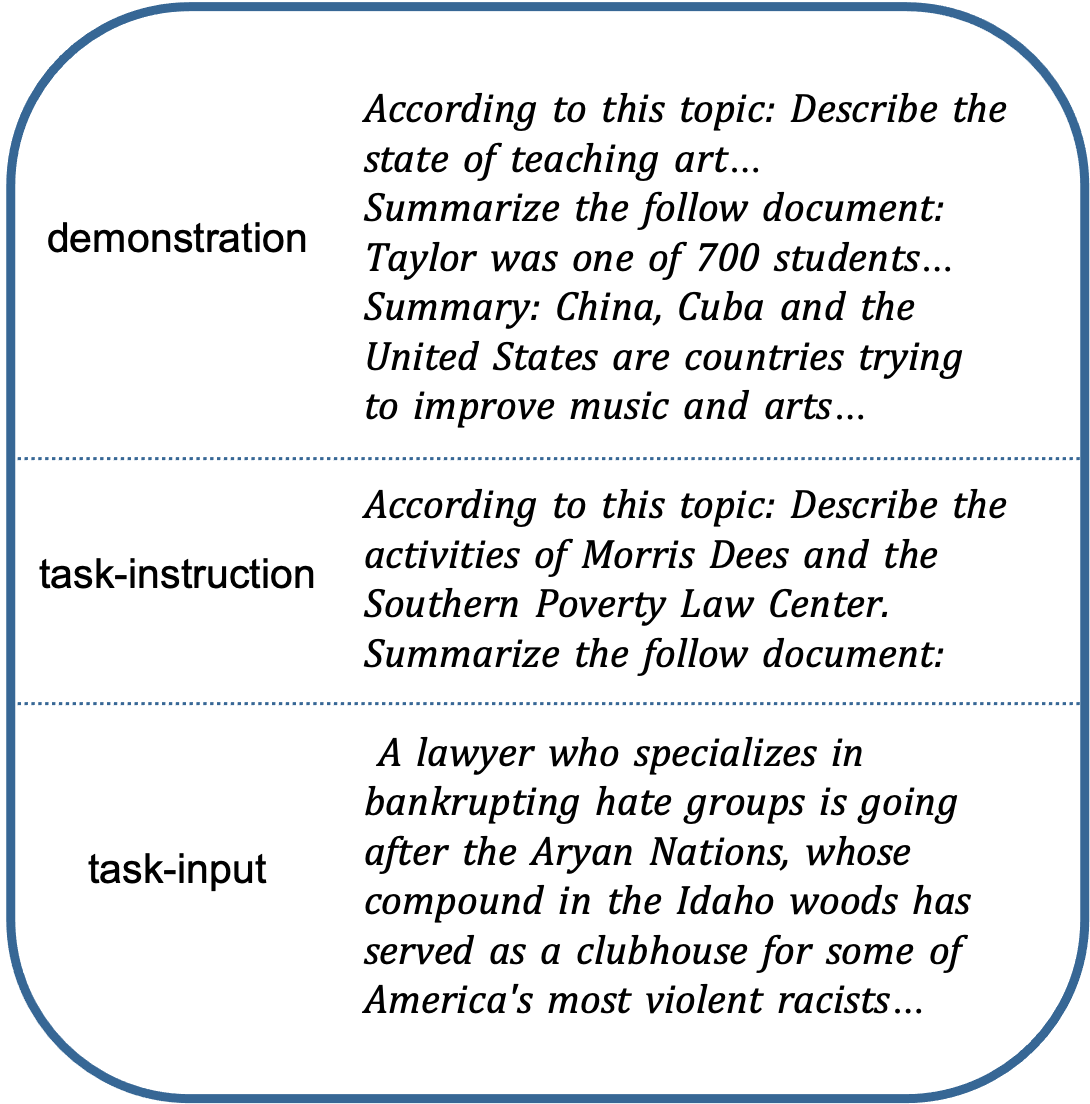 demonstration
According to this topic: Describe the
state of teaching art…
Summarize the follow document:
Taylor was one of 700 students…
Summary: China, Cuba and the
United States are countries trying
to improve music and arts…
task-instruction
According to this topic: Describe the
activities of Morris Dees and the
Southern Poverty Law Center.
Summarize the follow document:
task-input
A lawyer who specializes in
bankrupting hate groups is going
after the Aryan Nations, whose
compound in the Idaho woods has
served as a clubhouse for some of
America's most violent racists…